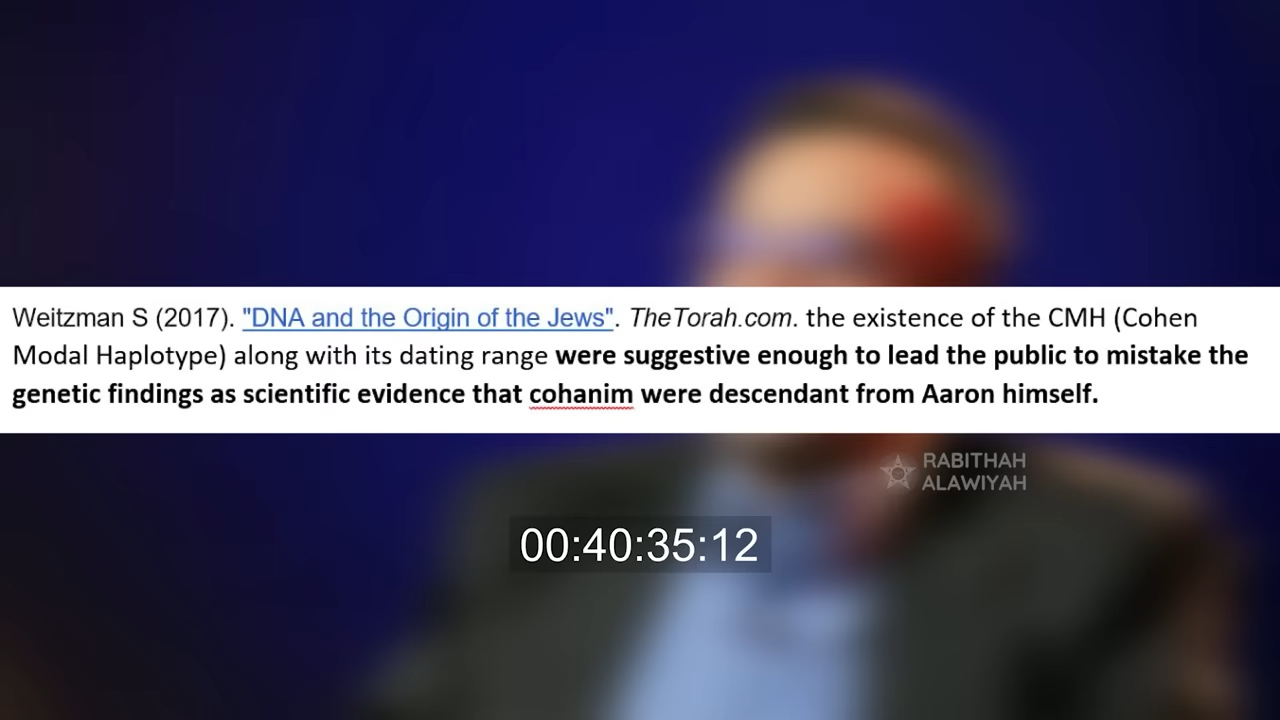 Weitzman S (2017). "DNA and the Origin of the Jews". TheTorah.com. the existence of the CMH (Cohen
Modal Haplotype) along with its dating range were suggestive enough to lead the public to mistake the
genetic findings as scientific evidence that cohanim were descendant from Aaron himself.
RABITHAH
ALAWIYAH
00:40:35:12